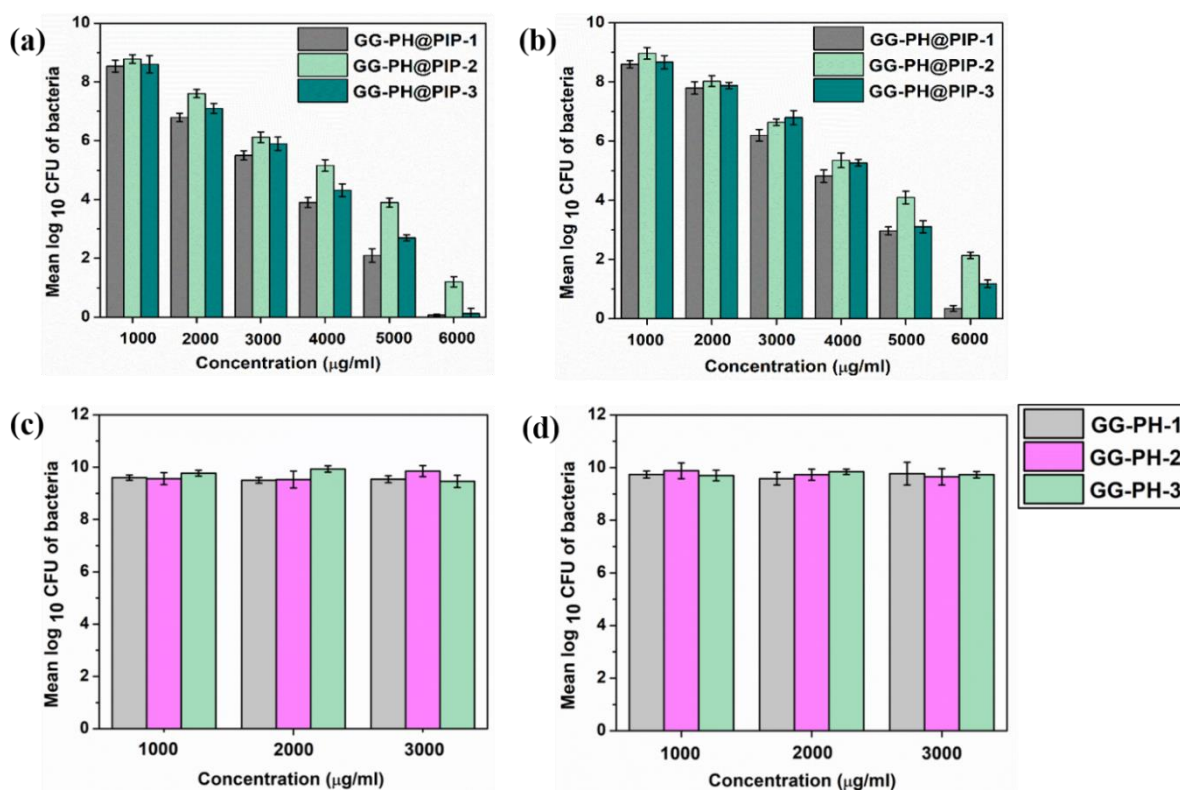 (a)
Mean log 10 CFU of bacteria
10
8
6
4
2
0
GG-PH@PIP-1
GG-PH@PIP-2
GG-PH@PIP-3
1000 2000 3000 4000 5000 6000
Concentration (μg/ml)
(b)
Mean log 10 CFU of bacteria
10
8
6
4
2
0
GG-PH@PIP-1
GG-PH@PIP-2
GG-PH@PIP-3
1000 2000 3000 4000 5000 6000
Concentration (μg/ml)
(c)
Mean log 10 CFU of bacteria
12
10
8
6
4
2
0
1000 2000 3000
Concentration (μg/ml)
(d)
Mean log 10 CFU of bacteria
12
10
8
6
4
2
0
1000 2000 3000
Concentration (μg/ml)
GG-PH-1
GG-PH-2
GG-PH-3